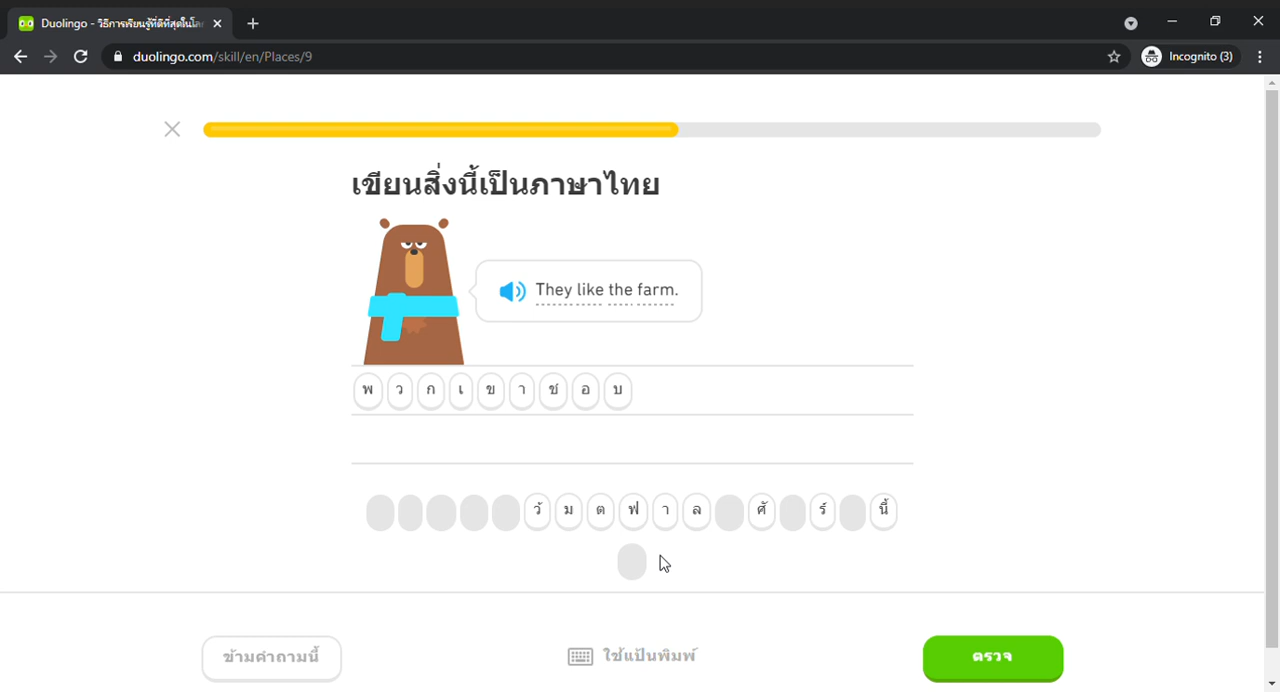 Duolingo - วิธีการเรียนรู้ที่ดีที่สุดในโล
duolingo.com/skill/en/Places/9
Incognito (3)
เขียนสิ่งนี้เป็นภาษาไทย
They like the farm.
พ ว ก เ ข า ช อ บ
ว้ ม ต ฟ า ล ศั ร์ นี้
ข้ามคำถามนี้
ใช้แป้นพิมพ์
ตรวจ